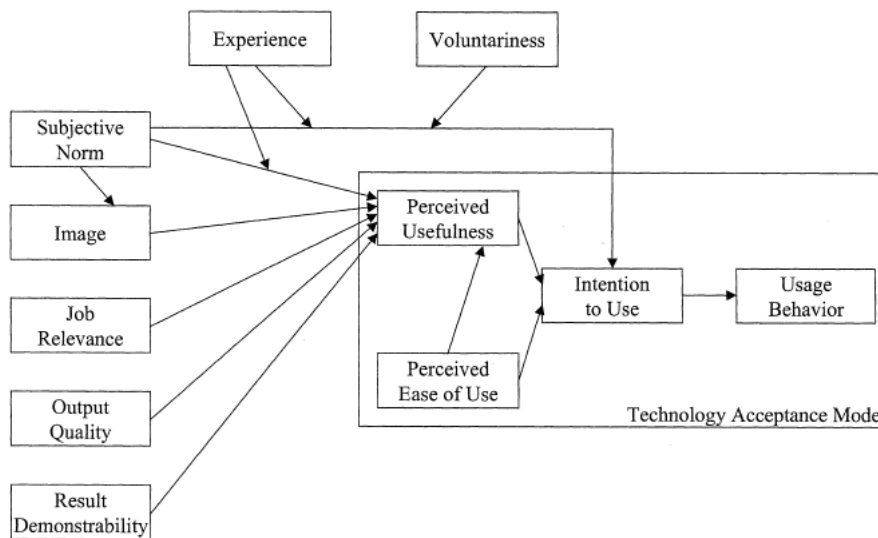 Experience
Voluntariness
Subjective
Norm
Image
Job
Relevance
Output
Quality
Result
Demonstrability
Perceived
Usefulness
Perceived
Ease of Use
Intention
to Use
Usage
Behavior
Technology Acceptance Mode